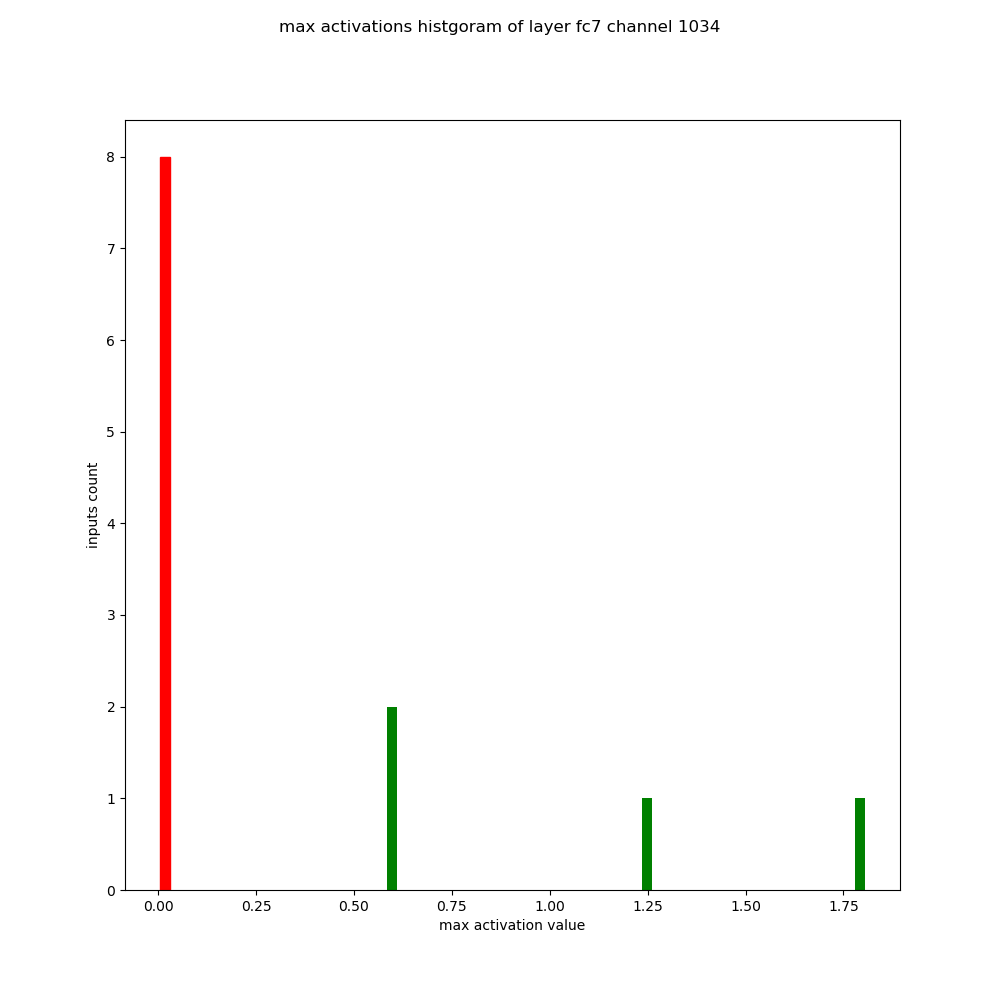 max activations histgoram of layer fc7 channel 1034
8
7
6
5
4
3
2
1
0
inputs count
0.00 0.25 0.50 0.75 1.00 1.25 1.50 1.75
max activation value